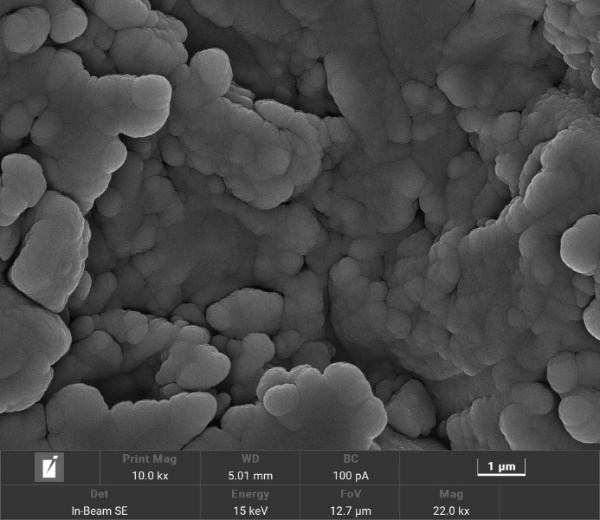 Print Mag WD BC 1 µm
10.0 kx 5.01 mm 100 pA
Det Energy FoV Mag
In-Beam SE 15 keV 12.7 µm 22.0 kx